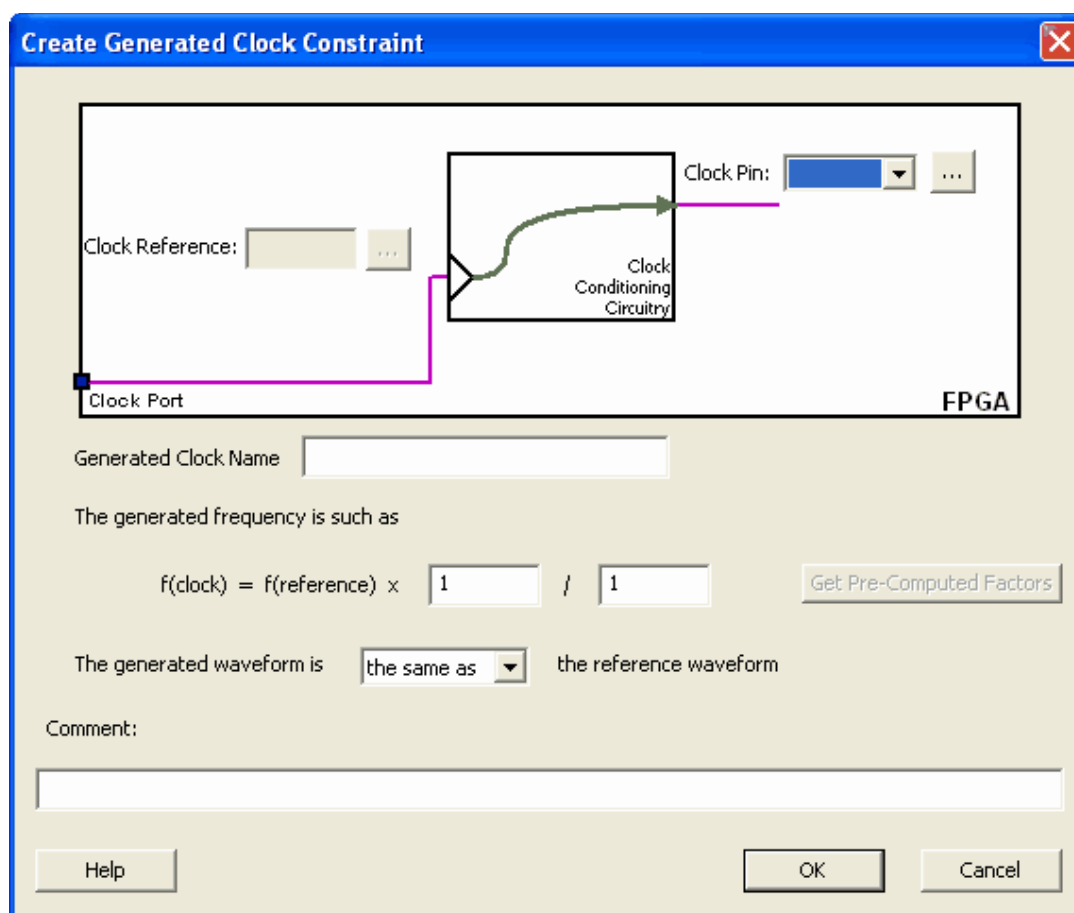 Create Generated Clock Constraint
Clock Pin:
...
Clock Reference:
...
Clock
Conditioning
Circuitry
Clock Port
FPGA
Generated Clock Name
The generated frequency is such as
f(clock) = f(reference) x 1 / 1 Get Pre-Computed Factors
The generated waveform is the same as the reference waveform
Comment:
Help OK Cancel